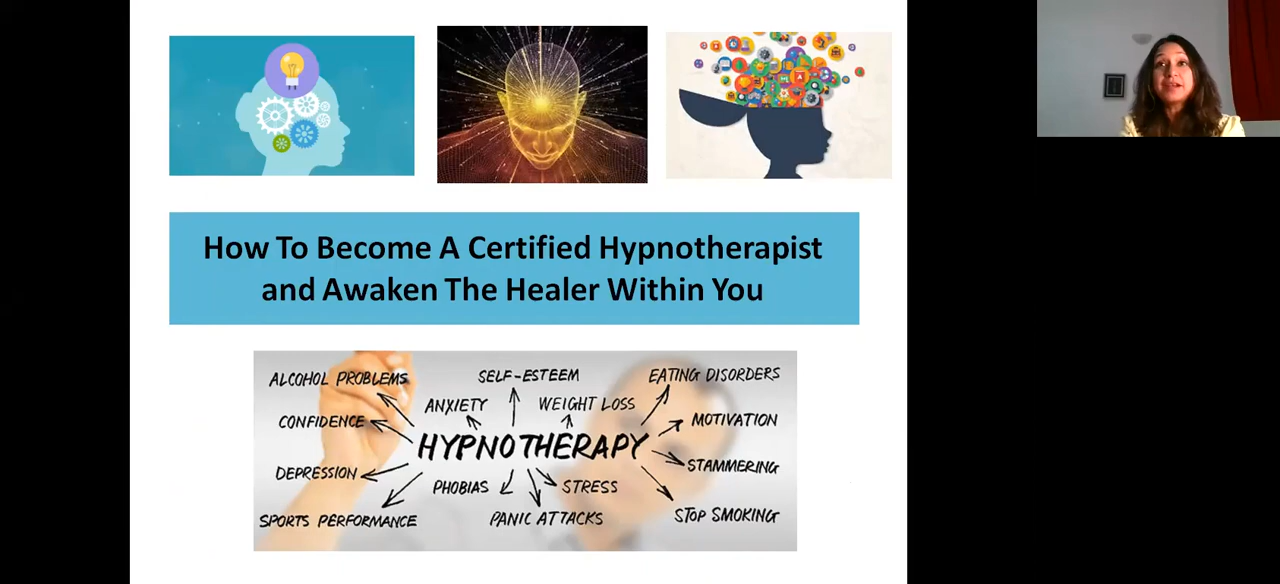 How To Become A Certified Hypnotherapist
and Awaken The Healer Within You
ALCOHOL PROBLEMS
SELF-ESTEEM
EATING DISORDERS
ANXIETY
WEIGHT LOSS
CONFIDENCE
MOTIVATION
HYPNOTHERAPY
DEPRESSION
STAMMERING
PHOBIAS
STRESS
SPORTS PERFORMANCE
PANIC ATTACKS
STOP SMOKING